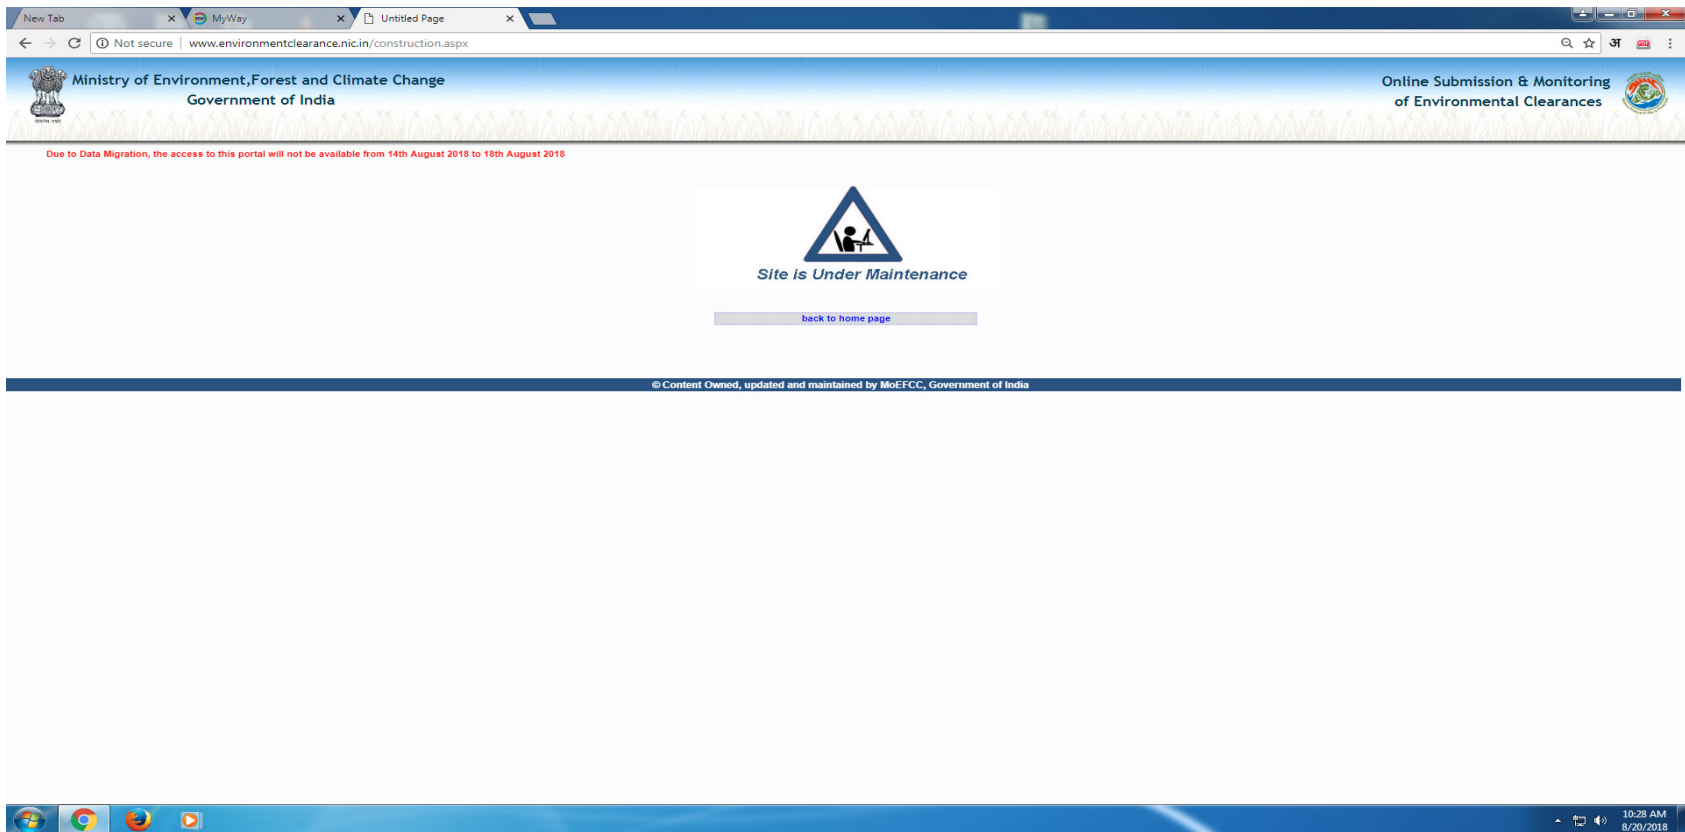 New Tab
MyWay
Untitled Page
Not secure | www.environmentclearance.nic.in/construction.aspx
अ
Ministry of Environment,Forest and Climate Change
Government of India
Online Submission & Monitoring
of Environmental Clearances
Due to Data Migration, the access to this portal will not be available from 14th August 2018 to 18th August 2018
Site is Under Maintenance
back to home page
© Content Owned, updated and maintained by MoEFCC, Government of India
10:28 AM
8/20/2018